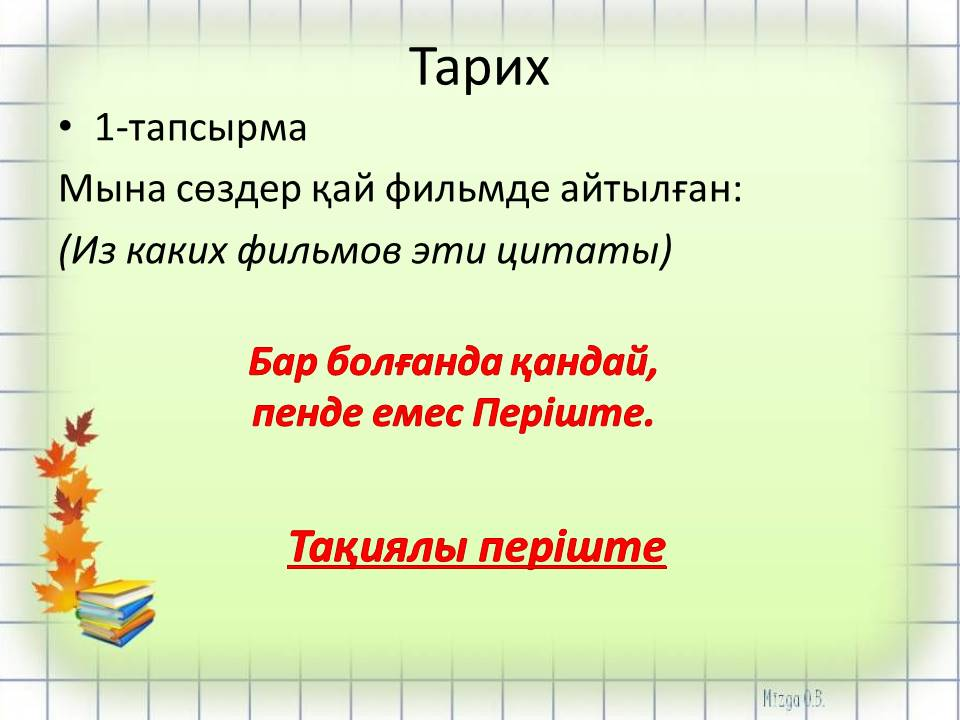 Тарих
• 1-тапсырма
Мына сөздер қай фильмде айтылған:
(Из каких фильмов эти цитаты)
Бар болғанда қандай,
пенде емес Періште.
Тақиялы періште
Mizga O.B.